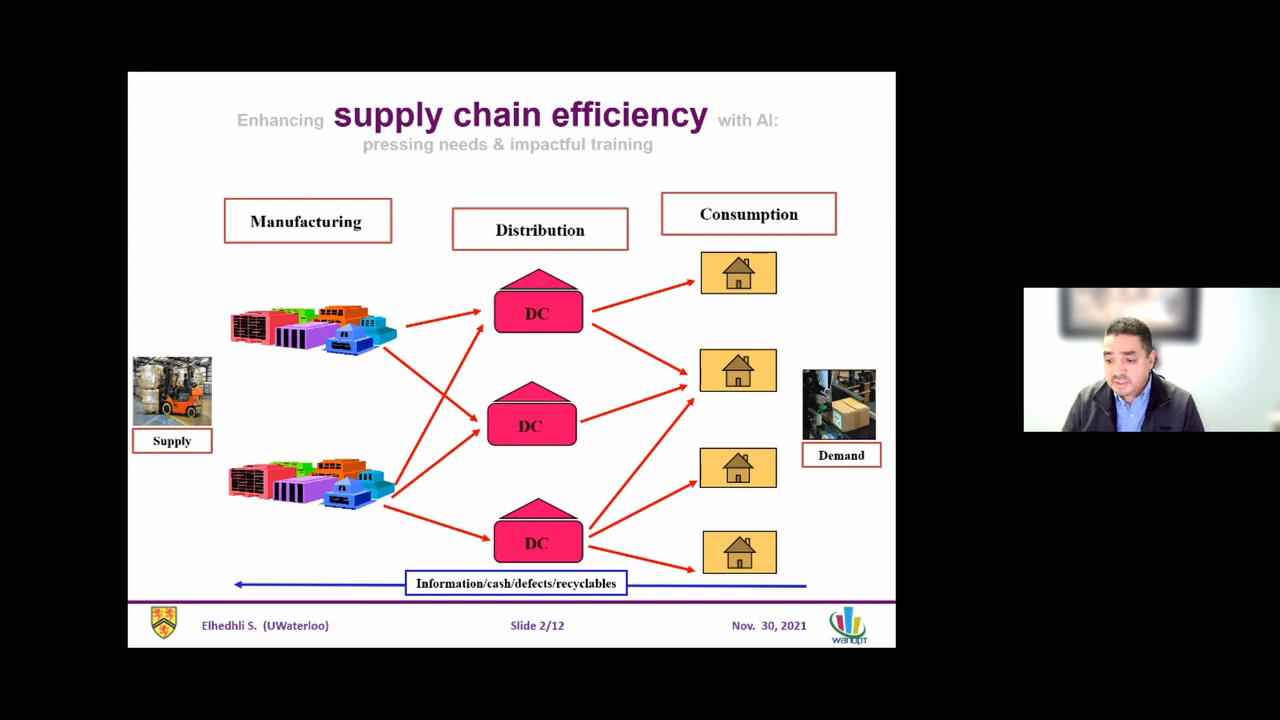 Enhancing supply chain efficiency with AI:
pressing needs & impactful training
Manufacturing
Distribution
Consumption
DC
DC
DC
Supply
Demand
Information/cash/defects/recyclables
Elhedhli S. (UWaterloo)
Slide 2/12
Nov. 30, 2021
wanopt